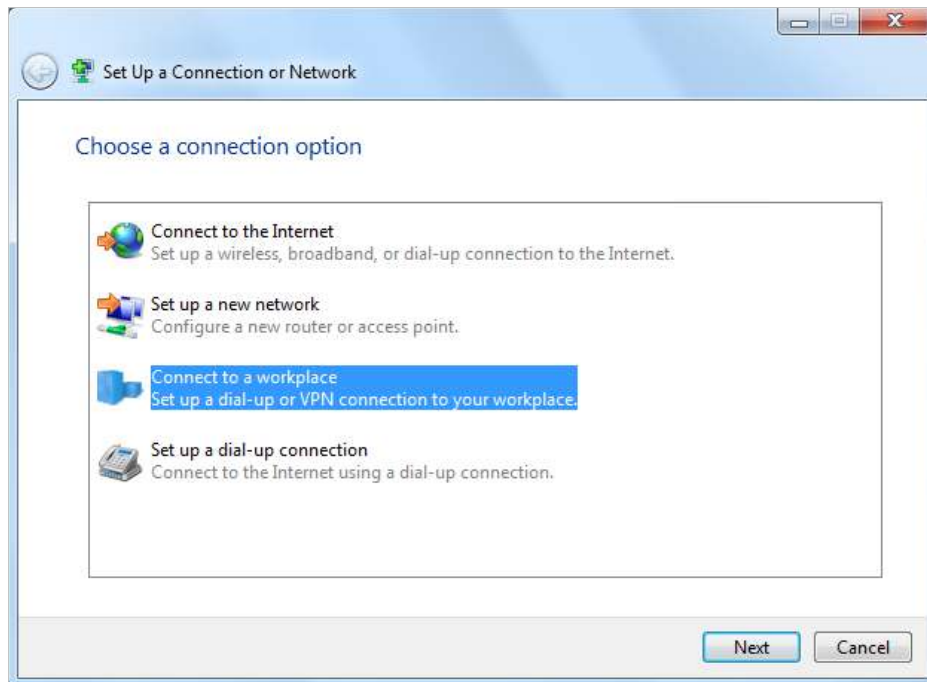 Set Up a Connection or Network
Choose a connection option
Connect to the Internet
Set up a wireless, broadband, or dial-up connection to the Internet.
Set up a new network
Configure a new router or access point.
Connect to a workplace
Set up a dial-up or VPN connection to your workplace.
Set up a dial-up connection
Connect to the Internet using a dial-up connection.
Next
Cancel